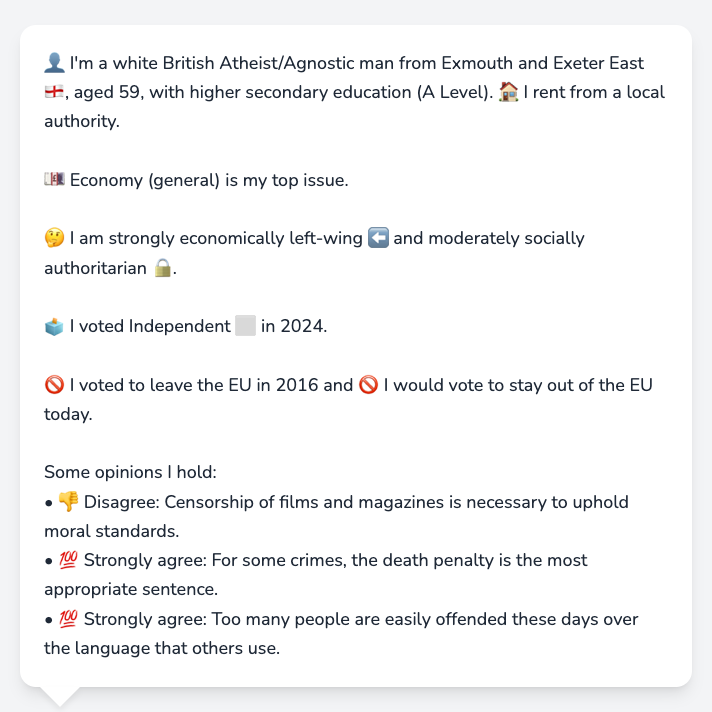 👤 I'm a white British Atheist/Agnostic man from Exmouth and Exeter East
🏴󠁧󠁢󠁥󠁮󠁧󠁿, aged 59, with higher secondary education (A Level). 🏠 I rent from a local
authority.
💷 Economy (general) is my top issue.
🤔 I am strongly economically left-wing ⬅️ and moderately socially
authoritarian 🔒.
🗳️ I voted Independent ⬜ in 2024.
🚫 I voted to leave the EU in 2016 and 🚫 I would vote to stay out of the EU
today.
Some opinions I hold:
• 👎 Disagree: Censorship of films and magazines is necessary to uphold
moral standards.
• 💯 Strongly agree: For some crimes, the death penalty is the most
appropriate sentence.
• 💯 Strongly agree: Too many people are easily offended these days over
the language that others use.